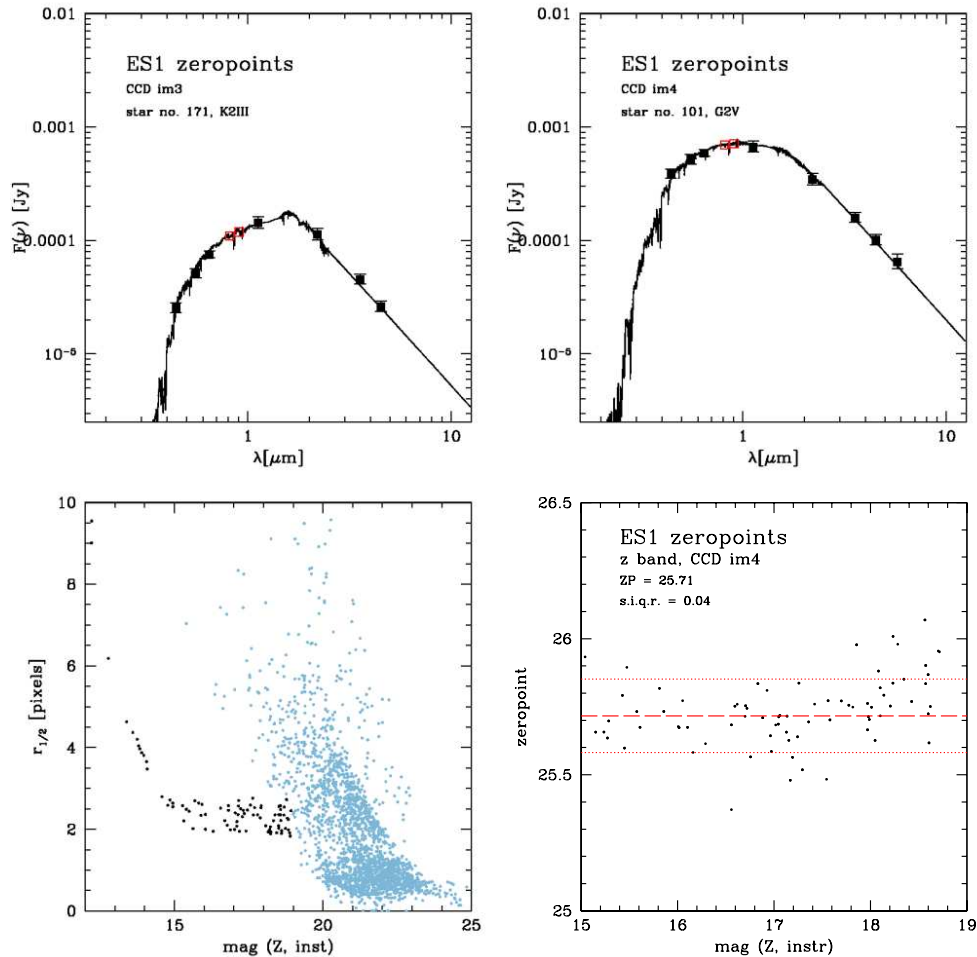 0.01
0.001
0.0001
10⁻⁵
F(ν) [Jy]
ES1 zeropoints
CCD im3
star no. 171, K2III
1
10
λ[μm]
0.01
0.001
0.0001
10⁻⁵
F(ν) [Jy]
ES1 zeropoints
CCD im4
star no. 101, G2V
1
10
λ[μm]
10
8
6
4
2
0
r1/2 [pixels]
15
20
25
mag (Z, inst)
26.5
26
25.5
25
zeropoint
ES1 zeropoints
z band, CCD im4
ZP = 25.71
s.i.q.r. = 0.04
15
16
17
18
19
mag (Z, instr)